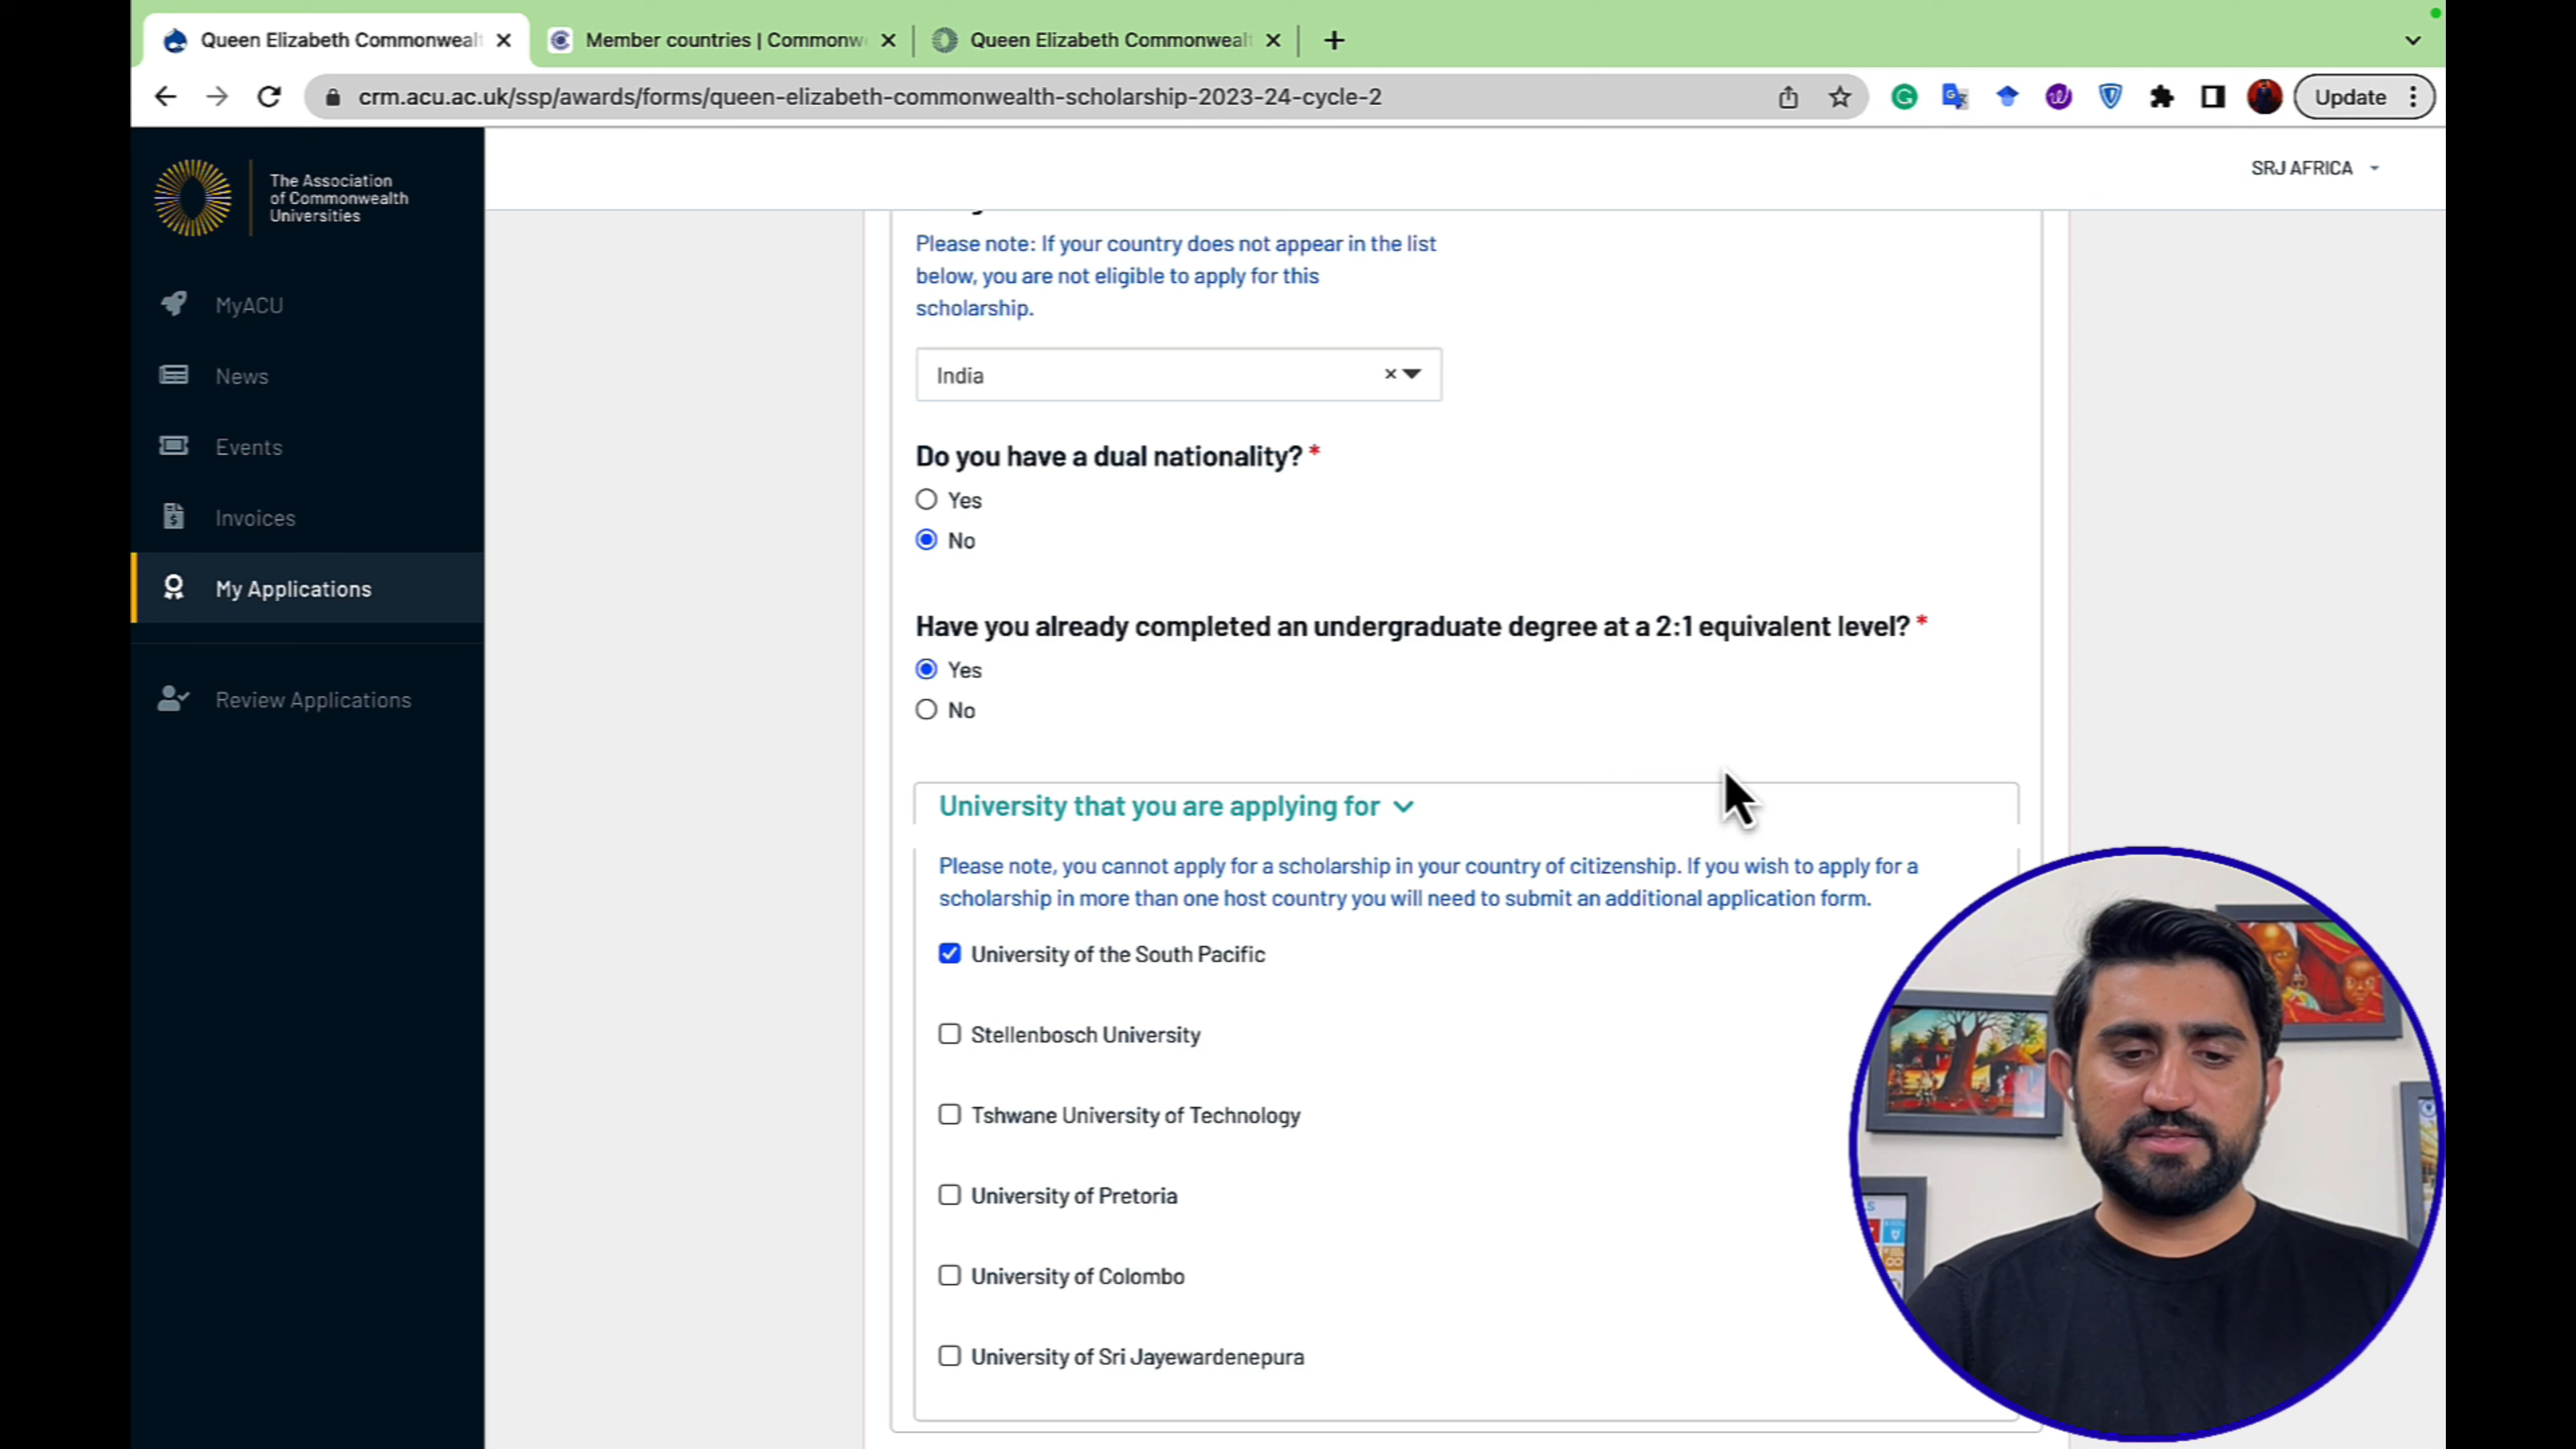 Queen Elizabeth Commonwealt
Member countries | Commonw
Queen Elizabeth Commonwealt
crm.acu.ac.uk/ssp/awards/forms/queen-elizabeth-commonwealth-scholarship-2023-24-cycle-2
Update
The Association
of Commonwealth
Universities
SRJ AFRICA
MyACU
News
Events
Invoices
My Applications
Review Applications
Please note: If your country does not appear in the list
below, you are not eligible to apply for this
scholarship.
India
Do you have a dual nationality? *
Yes
No
Have you already completed an undergraduate degree at a 2:1 equivalent level? *
Yes
No
University that you are applying for
Please note, you cannot apply for a scholarship in your country of citizenship. If you wish to apply for a
scholarship in more than one host country you will need to submit an additional application form.
University of the South Pacific
Stellenbosch University
Tshwane University of Technology
University of Pretoria
University of Colombo
University of Sri Jayewardenepura